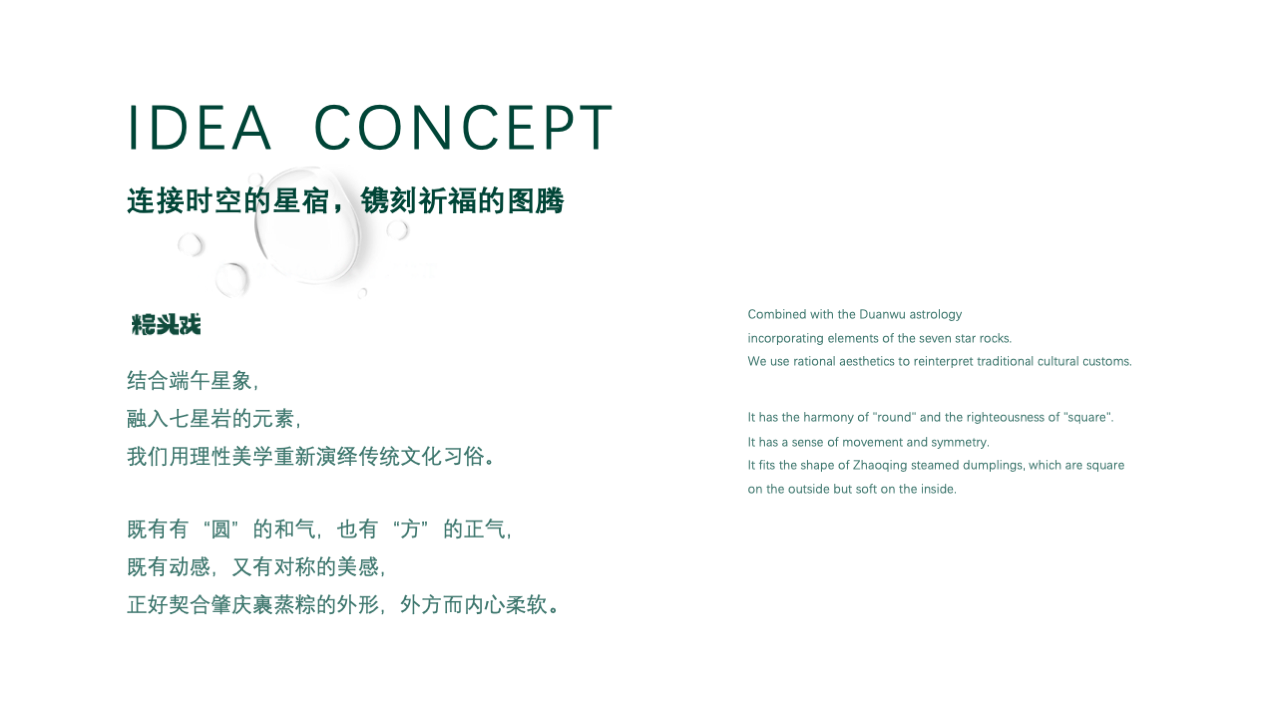 IDEA CONCEPT
连接时空的星宿，镌刻祈福的图腾
粽头戏
结合端午星象，
融入七星岩的元素，
我们用理性美学重新演绎传统文化习俗。
既有有“圆”的和气，也有“方”的正气，
既有动感，又有对称的美感，
正好契合肇庆裹蒸粽的外形，外方而内心柔软。
Combined with the Duanwu astrology
incorporating elements of the seven star rocks.
We use rational aesthetics to reinterpret traditional cultural customs.
It has the harmony of "round" and the righteousness of "square".
It has a sense of movement and symmetry.
It fits the shape of Zhaoqing steamed dumplings, which are square
on the outside but soft on the inside.